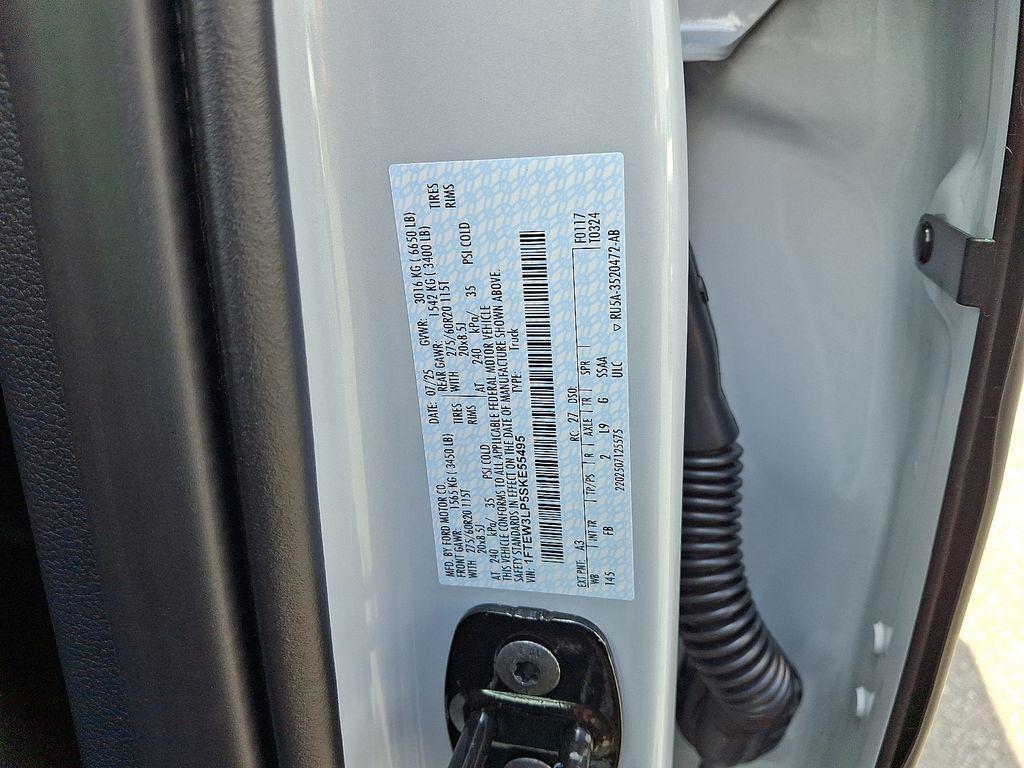 MFD. BY FORD MOTOR CO. DATE: 07/25 GVWR: 3016 KG ( 6650 LB)
FRONT GAWR: 1565 KG ( 3450 LB) REAR GAWR: 1542 KG ( 3400 LB)
WITH 275/60R20 115T TIRES WITH 275/60R20 115T TIRES
20x8.5J RIMS 20x8.5J RIMS
AT 240 kPa/ 35 PSI COLD AT 240 kPa/ 35 PSI COLD
THIS VEHICLE CONFORMS TO ALL APPLICABLE FEDERAL MOTOR VEHICLE
SAFETY STANDARDS IN EFFECT ON THE DATE OF MANUFACTURE SHOWN ABOVE.
VIN: 1FTEW3LP5SKE55495 TYPE: Truck
EXT PNT: A3 RC: 27 DSO: F0117
WB INT TR TP/PS R AXLE TR SPR T0324
145 FB 2 L9 G SSAA
220250712557S ULC ▽ RU5A-3520472-AB